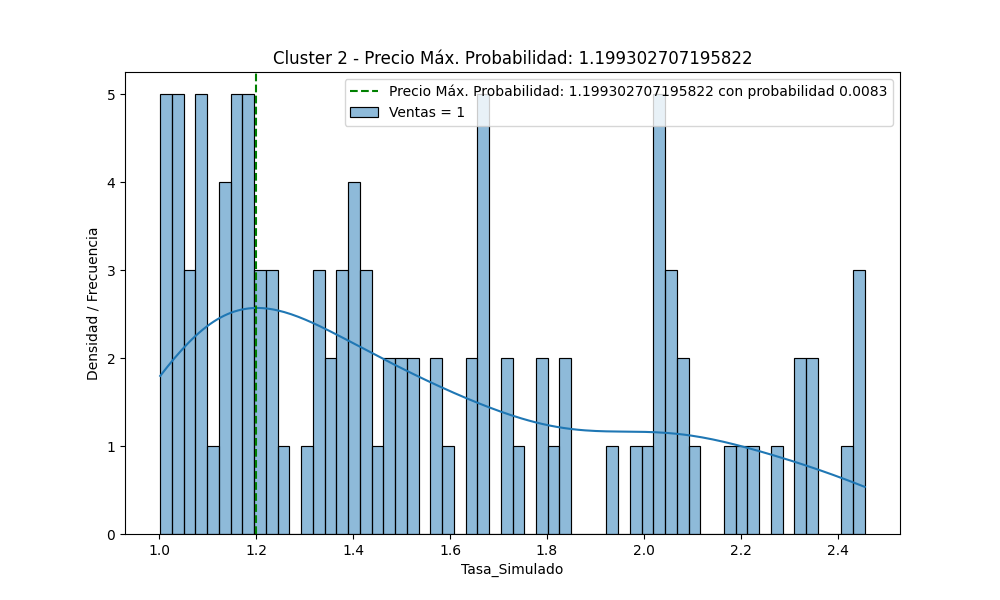 Cluster 2 - Precio Máx. Probabilidad: 1.199302707195822
Precio Máx. Probabilidad: 1.199302707195822 con probabilidad 0.0083
Ventas = 1
Densidad / Frecuencia
5
4
3
2
1
0
1.0 1.2 1.4 1.6 1.8 2.0 2.2 2.4
Tasa_Simulado